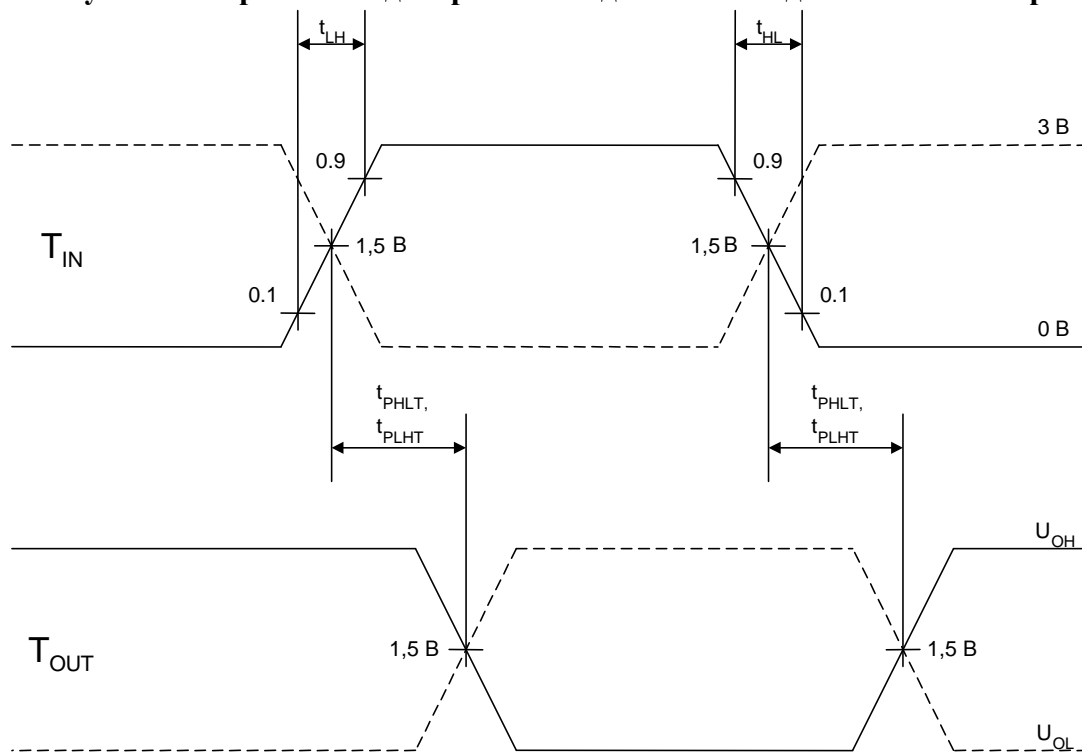 t_LH
t_HL
3 В
0.9
0.9
T_IN
1,5 В
1,5 В
0.1
0.1
0 В
t_PHLT,
t_PLHT
t_PHLT,
t_PLHT
U_OH
T_OUT
1,5 В
1,5 В
U_OL